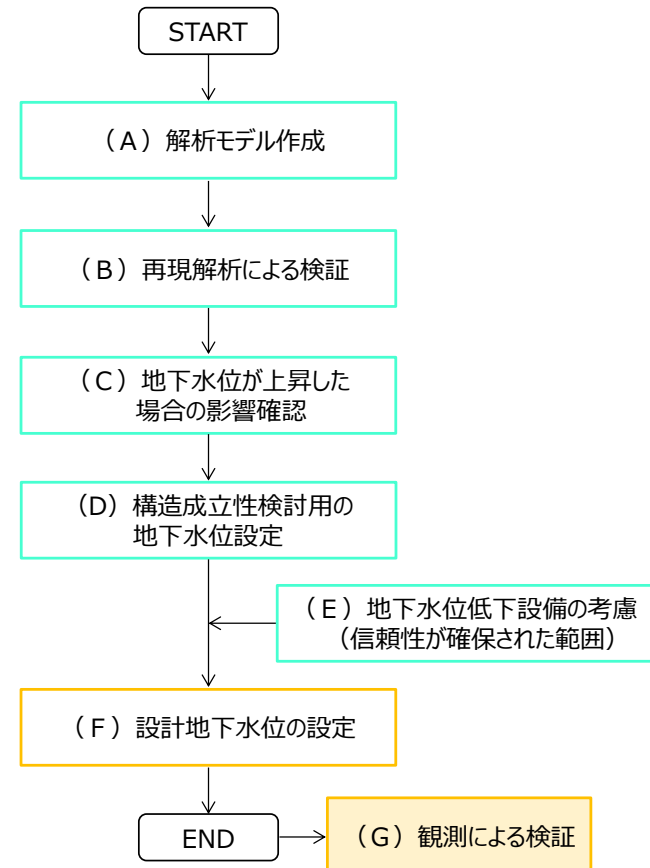 START
（A）解析モデル作成
（B）再現解析による検証
（C）地下水位が上昇した
場合の影響確認
（D）構造成立性検討用の
地下水位設定
（E）地下水位低下設備の考慮
（信頼性が確保された範囲）
（F）設計地下水位の設定
END
（G）観測による検証